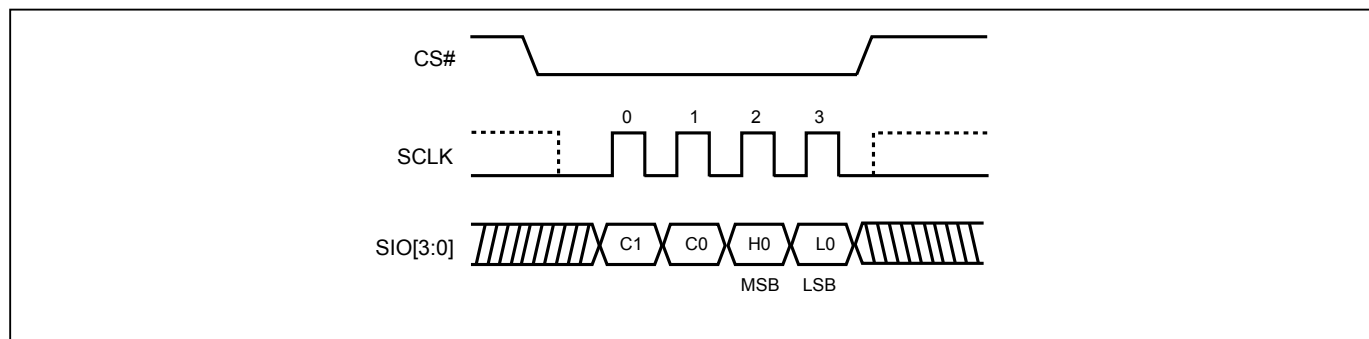 CS#
0 1 2 3
SCLK
SIO[3:0] C1 C0 H0 L0
MSB LSB